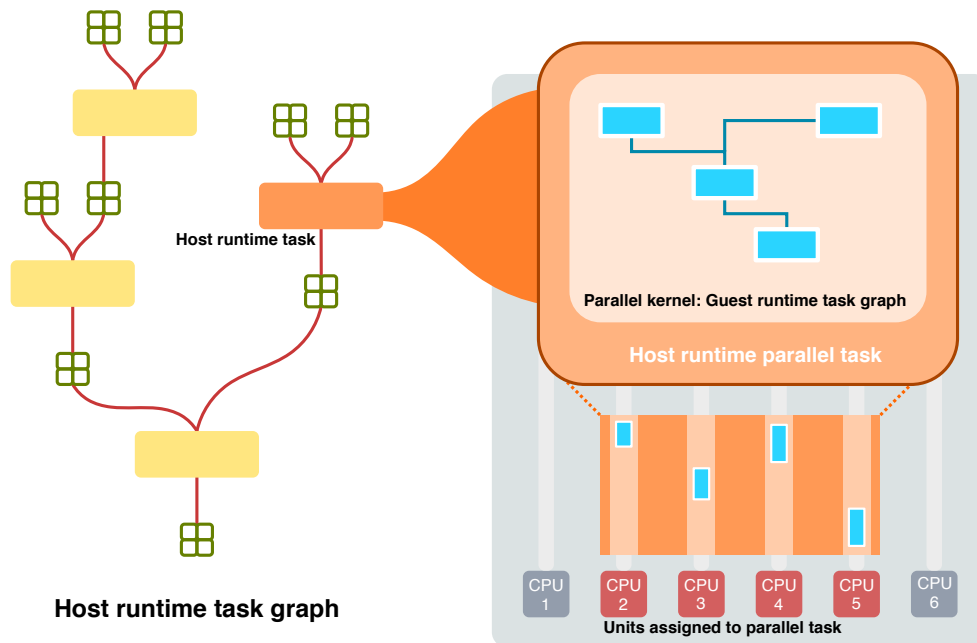 Host runtime task
Parallel kernel: Guest runtime task graph
Host runtime parallel task
CPU
1
CPU
2
CPU
3
CPU
4
CPU
5
CPU
6
Host runtime task graph
Units assigned to parallel task